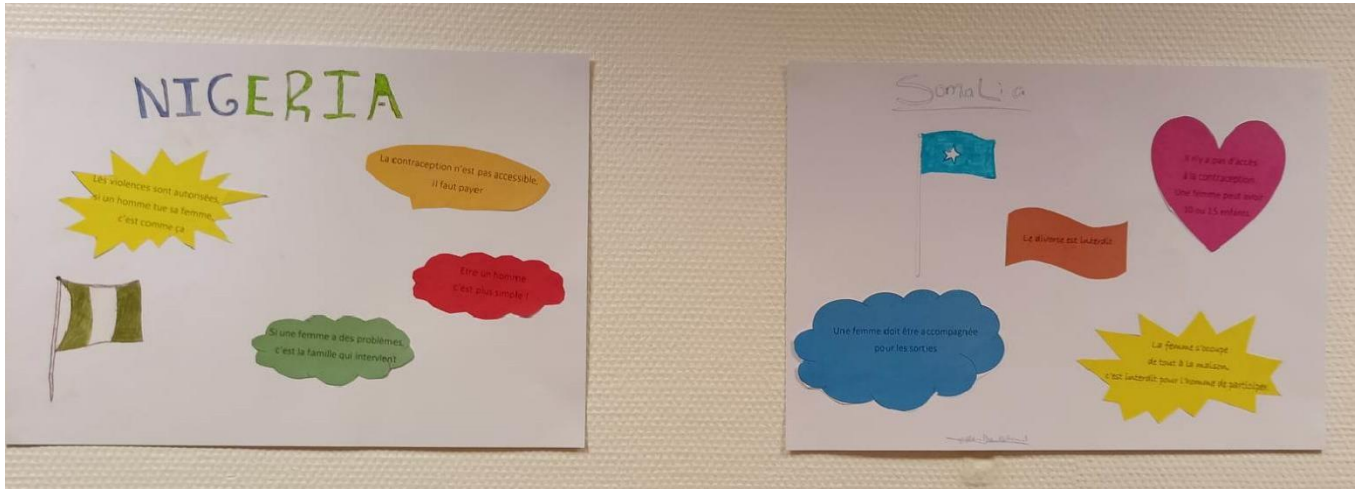 NIGERIA
Les violences sont autorisées,
Si un homme tue sa femme,
c'est comme ça
La contraception n'est pas accessible,
il faut payer
Etre un homme
c'est plus simple !
Si une femme a des problèmes,
c'est la famille qui intervient
SomaLia
Il n'y a pas d'accès
à la contraception
Une femme peut avoir
10 ou 15 enfants
Le divorse est interdit
Une femme doit être accompagnée
pour les sorties
La femme s'occupe
de tout à la maison,
c'est interdit pour l'homme de participer